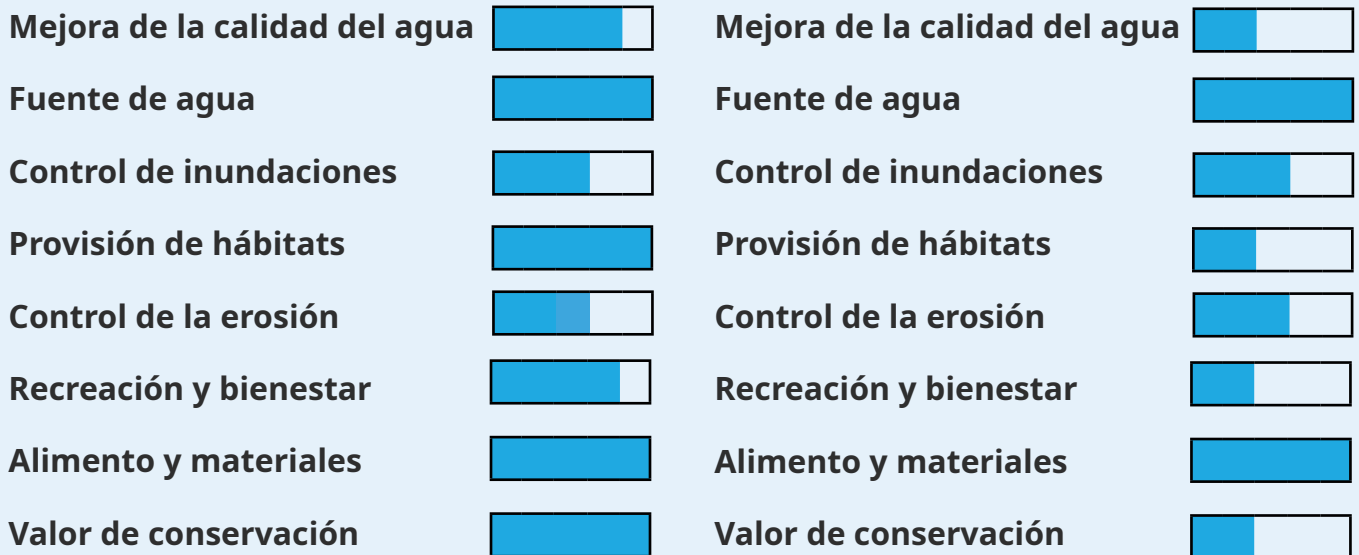 Mejora de la calidad del agua
Fuente de agua
Control de inundaciones
Provisión de hábitats
Control de la erosión
Recreación y bienestar
Alimento y materiales
Valor de conservación
Mejora de la calidad del agua
Fuente de agua
Control de inundaciones
Provisión de hábitats
Control de la erosión
Recreación y bienestar
Alimento y materiales
Valor de conservación